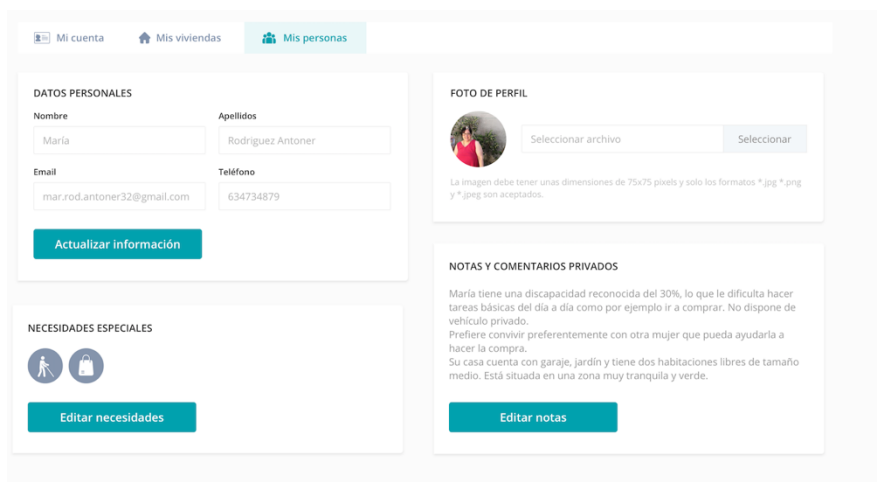 Mi cuenta
Mis viviendas
Mis personas
DATOS PERSONALES
Nombre
Apellidos
María
Rodriguez Antoner
Email
Teléfono
mar.rod.antoner32@gmail.com
634734879
Actualizar información
FOTO DE PERFIL
Seleccionar archivo
Seleccionar
La imagen debe tener unas dimensiones de 75x75 pixels y solo los formatos *.jpg *.png
y *.jpeg son aceptados.
NECESIDADES ESPECIALES
Editar necesidades
NOTAS Y COMENTARIOS PRIVADOS
María tiene una discapacidad reconocida del 30%, lo que le dificulta hacer
tareas básicas del día a día como por ejemplo ir a comprar. No dispone de
vehículo privado.
Prefiere convivir preferentemente con otra mujer que pueda ayudarla a
hacer la compra.
Su casa cuenta con garaje, jardín y tiene dos habitaciones libres de tamaño
medio. Está situada en una zona muy tranquila y verde.
Editar notas